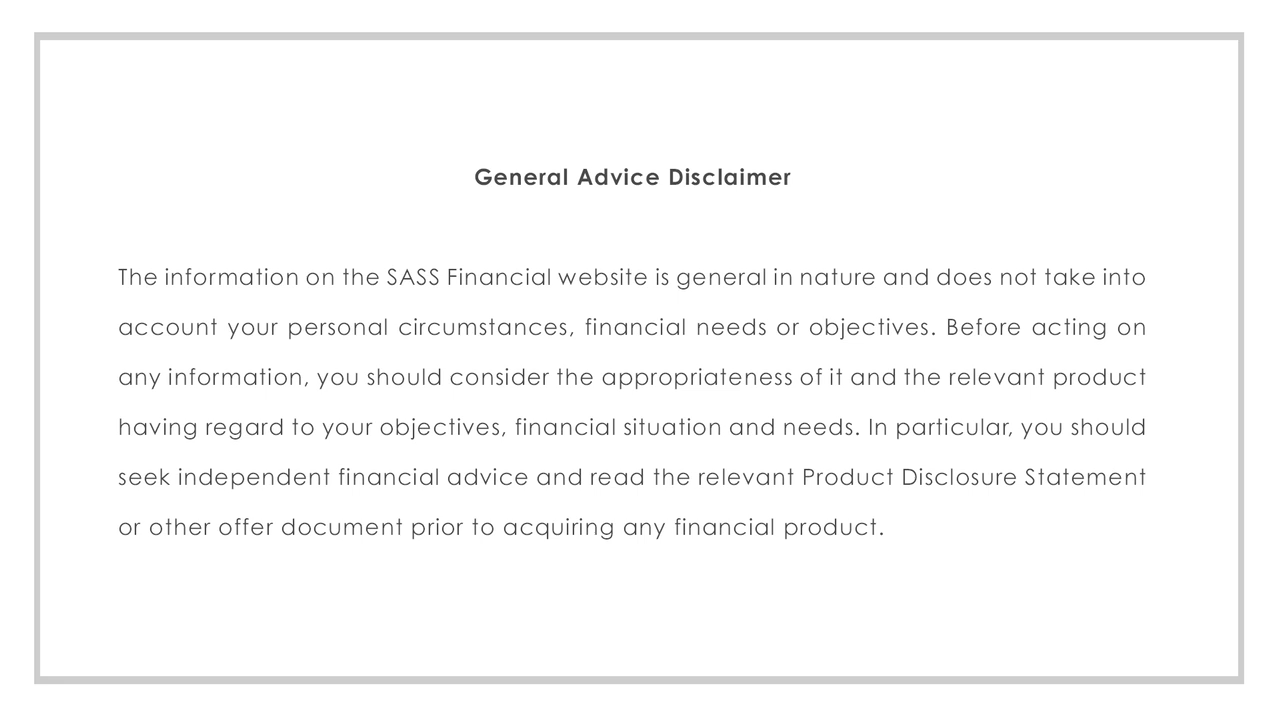 General Advice Disclaimer
The information on the SASS Financial website is general in nature and does not take into
account your personal circumstances, financial needs or objectives. Before acting on
any information, you should consider the appropriateness of it and the relevant product
having regard to your objectives, financial situation and needs. In particular, you should
seek independent financial advice and read the relevant Product Disclosure Statement
or other offer document prior to acquiring any financial product.